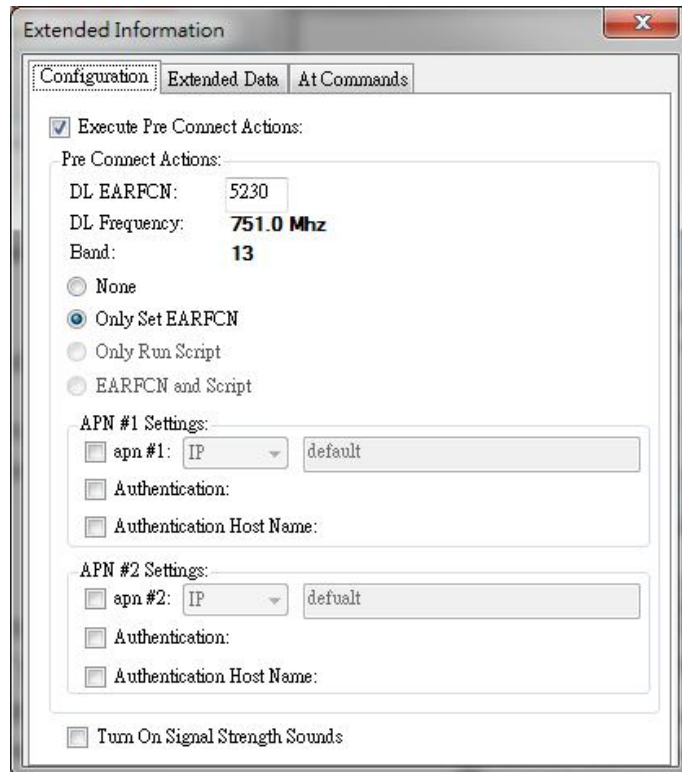 Extended Information
Configuration Extended Data At Commands
Execute Pre Connect Actions:
Pre Connect Actions:
DL EARFCN: 5230
DL Frequency: 751.0 Mhz
Band: 13
None
Only Set EARFCN
Only Run Script
EARFCN and Script
APN #1 Settings:
apn #1: IP default
Authentication:
Authentication Host Name:
APN #2 Settings:
apn #2: IP defualt
Authentication:
Authentication Host Name:
Turn On Signal Strength Sounds